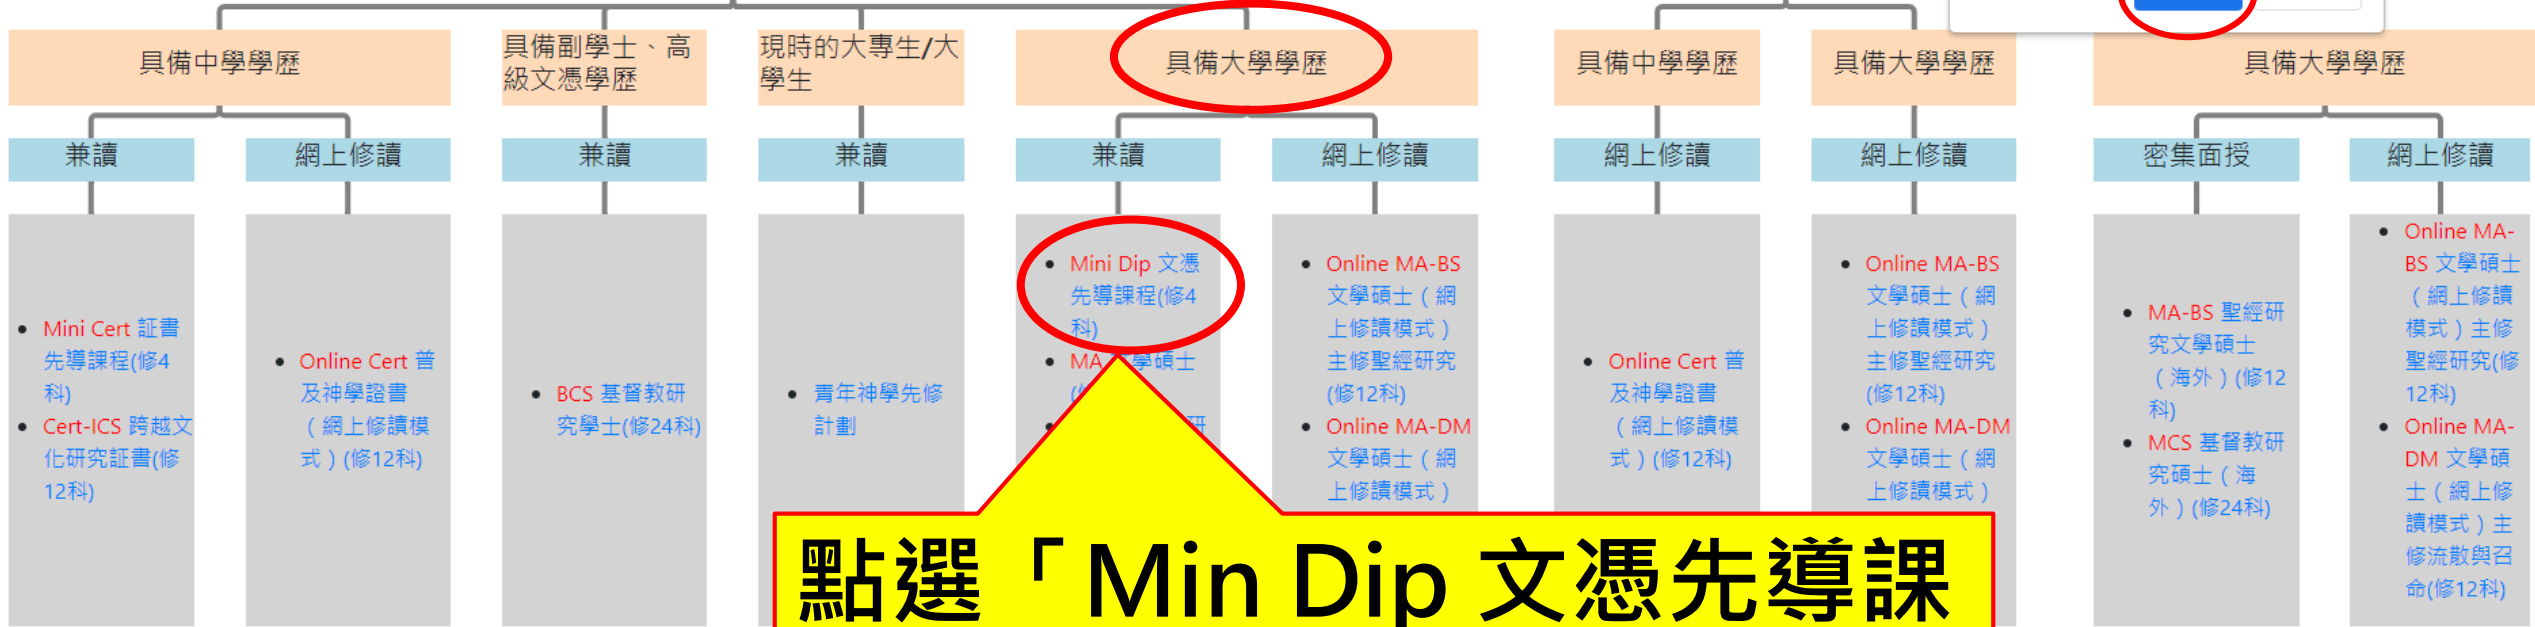 具備中學學歷
具備副學士、高
級文憑學歷
現時的大專生/大
學生
具備大學學歷
具備中學學歷
具備大學學歷
具備大學學歷
兼讀
網上修讀
兼讀
兼讀
兼讀
網上修讀
網上修讀
網上修讀
密集面授
網上修讀
Mini Cert 証書
先導課程(修4
科)
Cert-ICS 跨越文
化研究証書(修
12科)
Online Cert 普
及神學證書
（網上修讀模
式）(修12科)
BCS 基督教研
究學士(修24科)
青年神學先修
計劃
Mini Dip 文憑
先導課程(修4
科)
MA 學碩士
研
Online MA-BS
文學碩士（網
上修讀模式）
主修聖經研究
(修12科)
Online MA-DM
文學碩士（網
上修讀模式）
Online Cert 普
及神學證書
（網上修讀模
式）(修12科)
Online MA-BS
文學碩士（網
上修讀模式）
主修聖經研究
(修12科)
Online MA-DM
文學碩士（網
上修讀模式）
MA-BS 聖經研
究文學碩士
（海外）(修12
科)
MCS 基督教研
究碩士（海
外）(修24科)
Online MA-
BS 文學碩士
（網上修讀
模式）主修
聖經研究(修
12科)
Online MA-
DM 文學碩
士（網上修
讀模式）主
修流散與召
命(修12科)
點選「Min Dip 文憑先導課